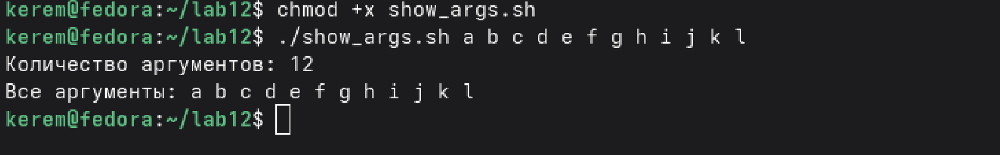 kerem@fedora:~/lab12$ chmod +x show_args.sh
kerem@fedora:~/lab12$ ./show_args.sh a b c d e f g h i j k l
Количество аргументов: 12
Все аргументы: a b c d e f g h i j k l
kerem@fedora:~/lab12$